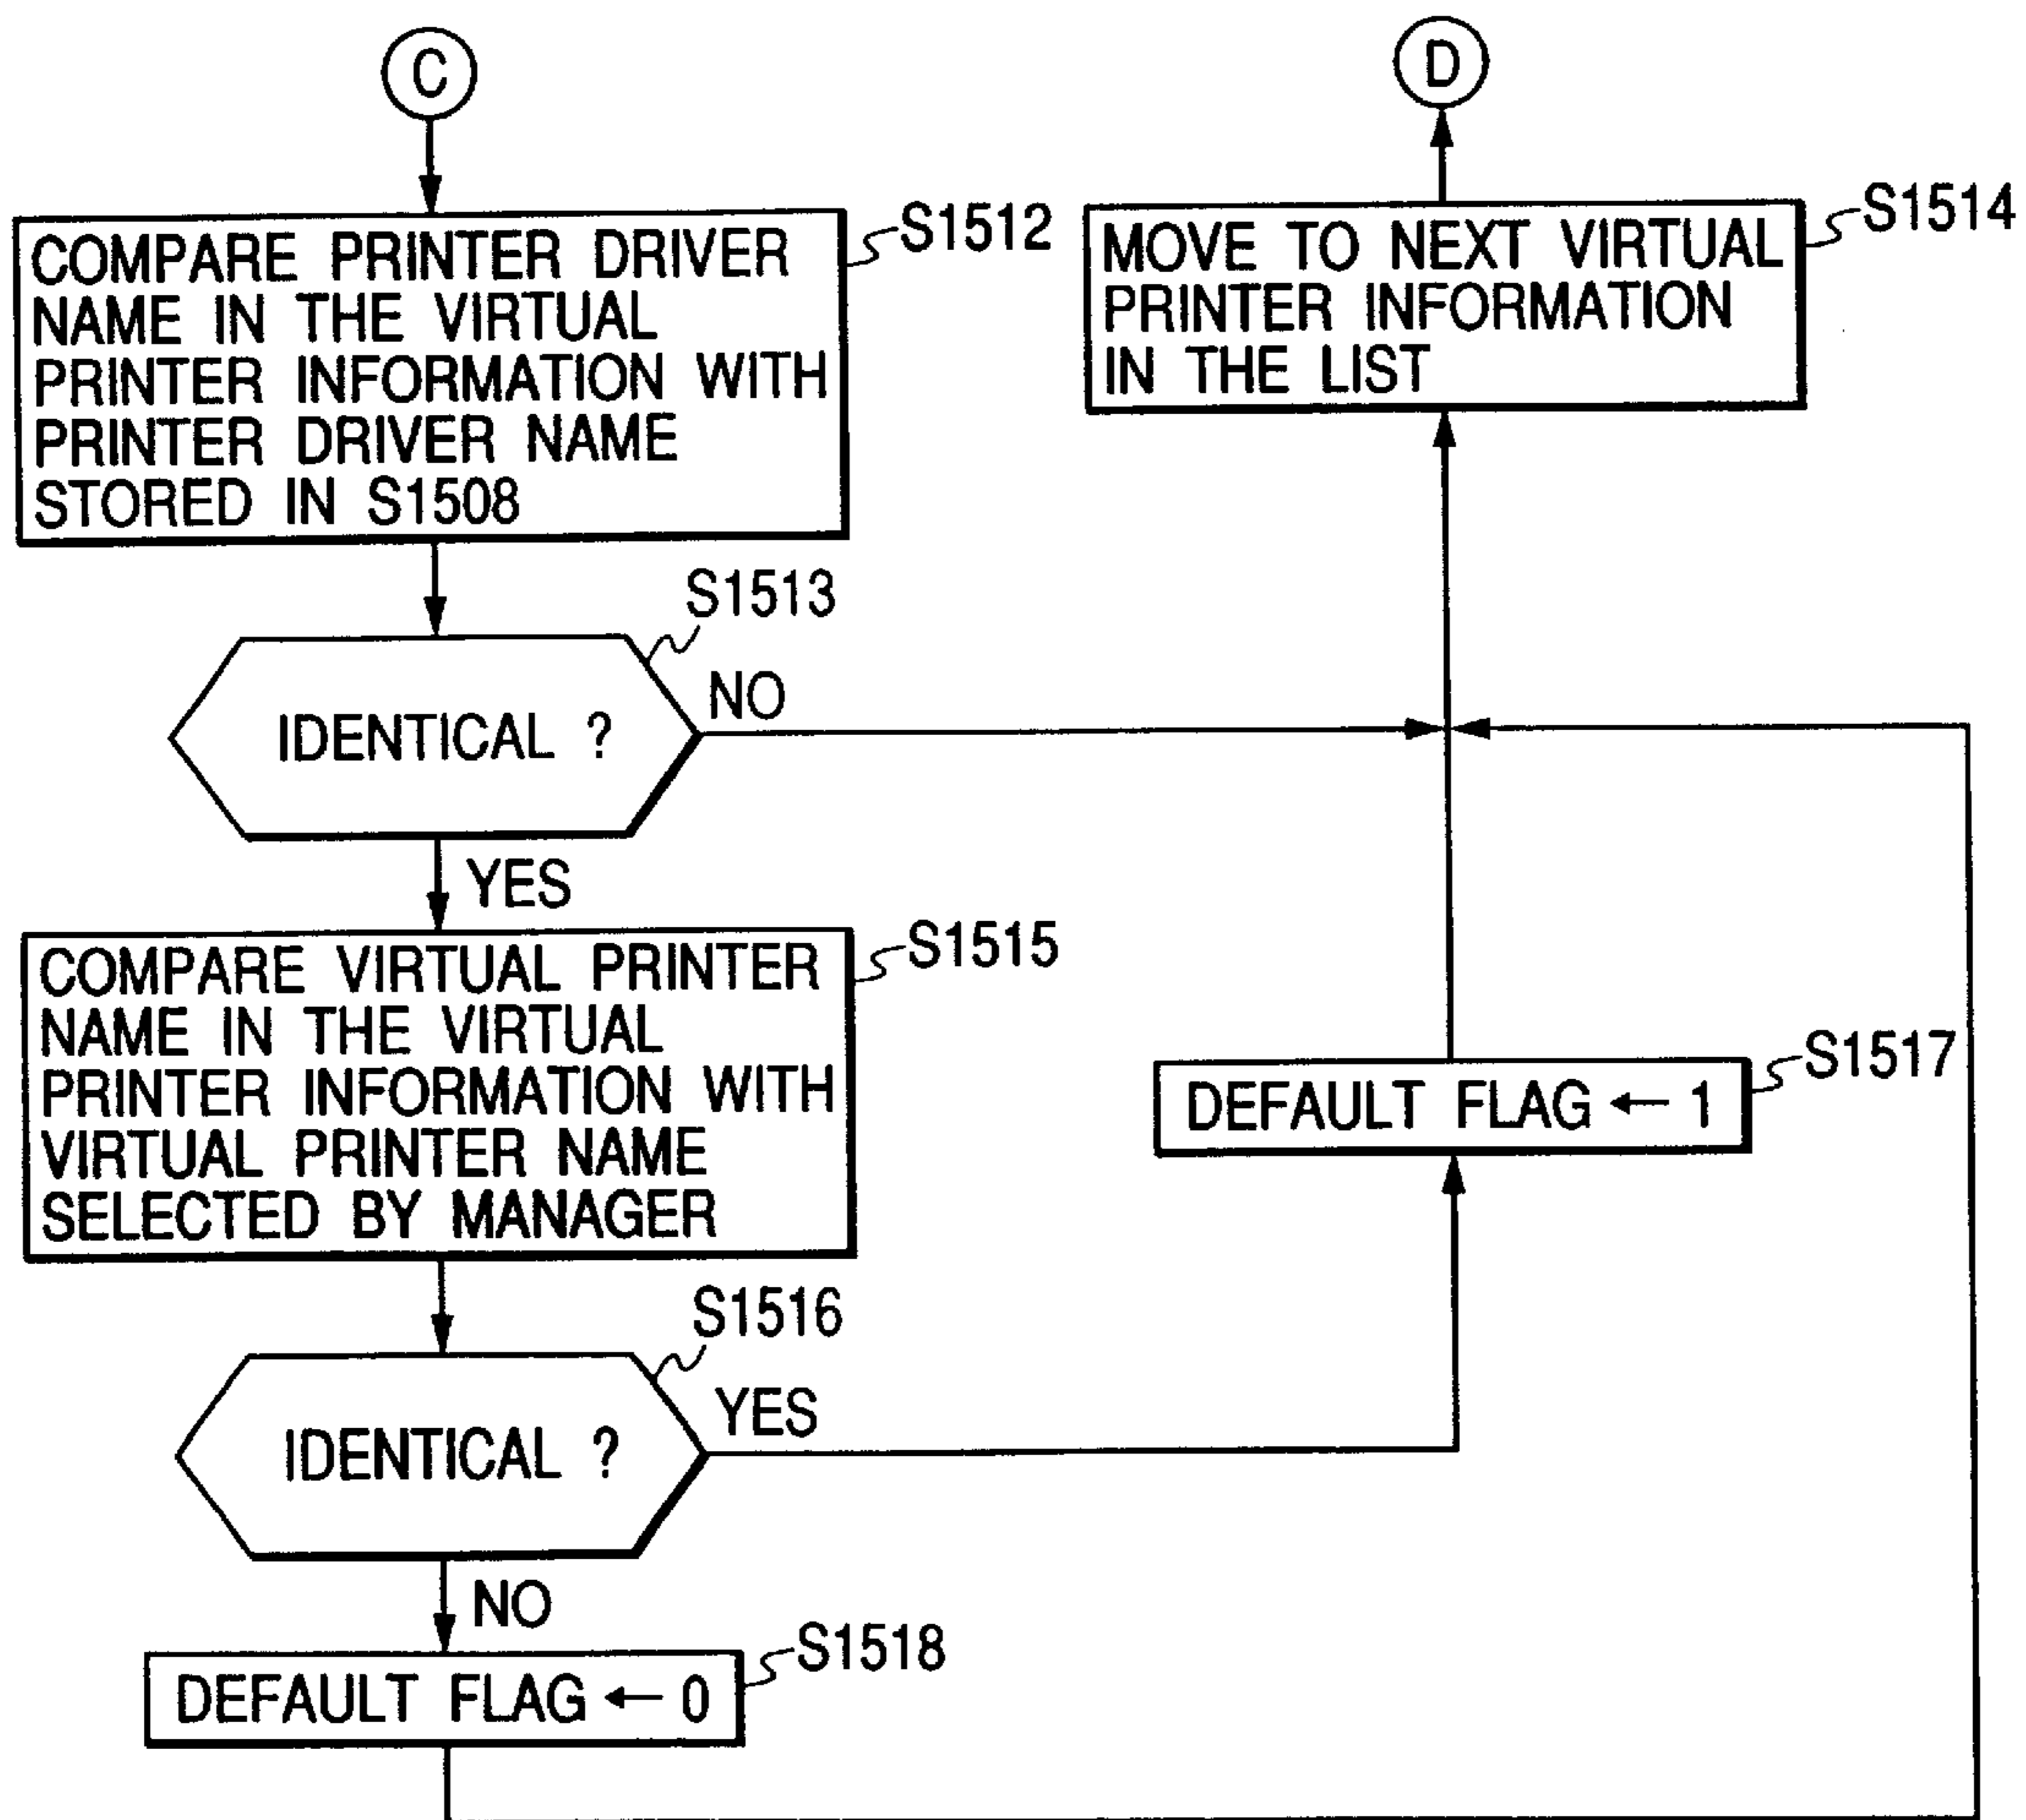 C
COMPARE PRINTER DRIVER
NAME IN THE VIRTUAL
PRINTER INFORMATION WITH
PRINTER DRIVER NAME
STORED IN S1508
S1512
S1513
IDENTICAL ?
NO
YES
COMPARE VIRTUAL PRINTER
NAME IN THE VIRTUAL
PRINTER INFORMATION WITH
VIRTUAL PRINTER NAME
SELECTED BY MANAGER
S1515
S1516
IDENTICAL ?
YES
NO
DEFAULT FLAG ← 0
S1518
D
MOVE TO NEXT VIRTUAL
PRINTER INFORMATION
IN THE LIST
S1514
DEFAULT FLAG ← 1
S1517